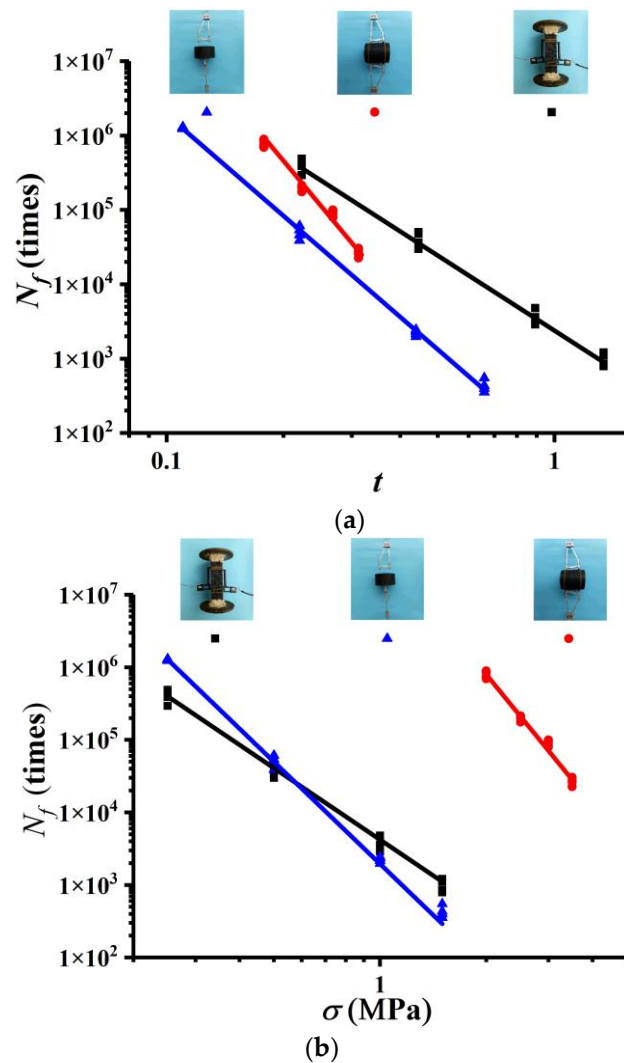 1×10⁷
1×10⁶
1×10⁵
1×10⁴
1×10³
1×10²
N_f (times)
0.1
1
t
(a)
1×10⁷
1×10⁶
1×10⁵
1×10⁴
1×10³
1×10²
N_f (times)
1
σ (MPa)
(b)